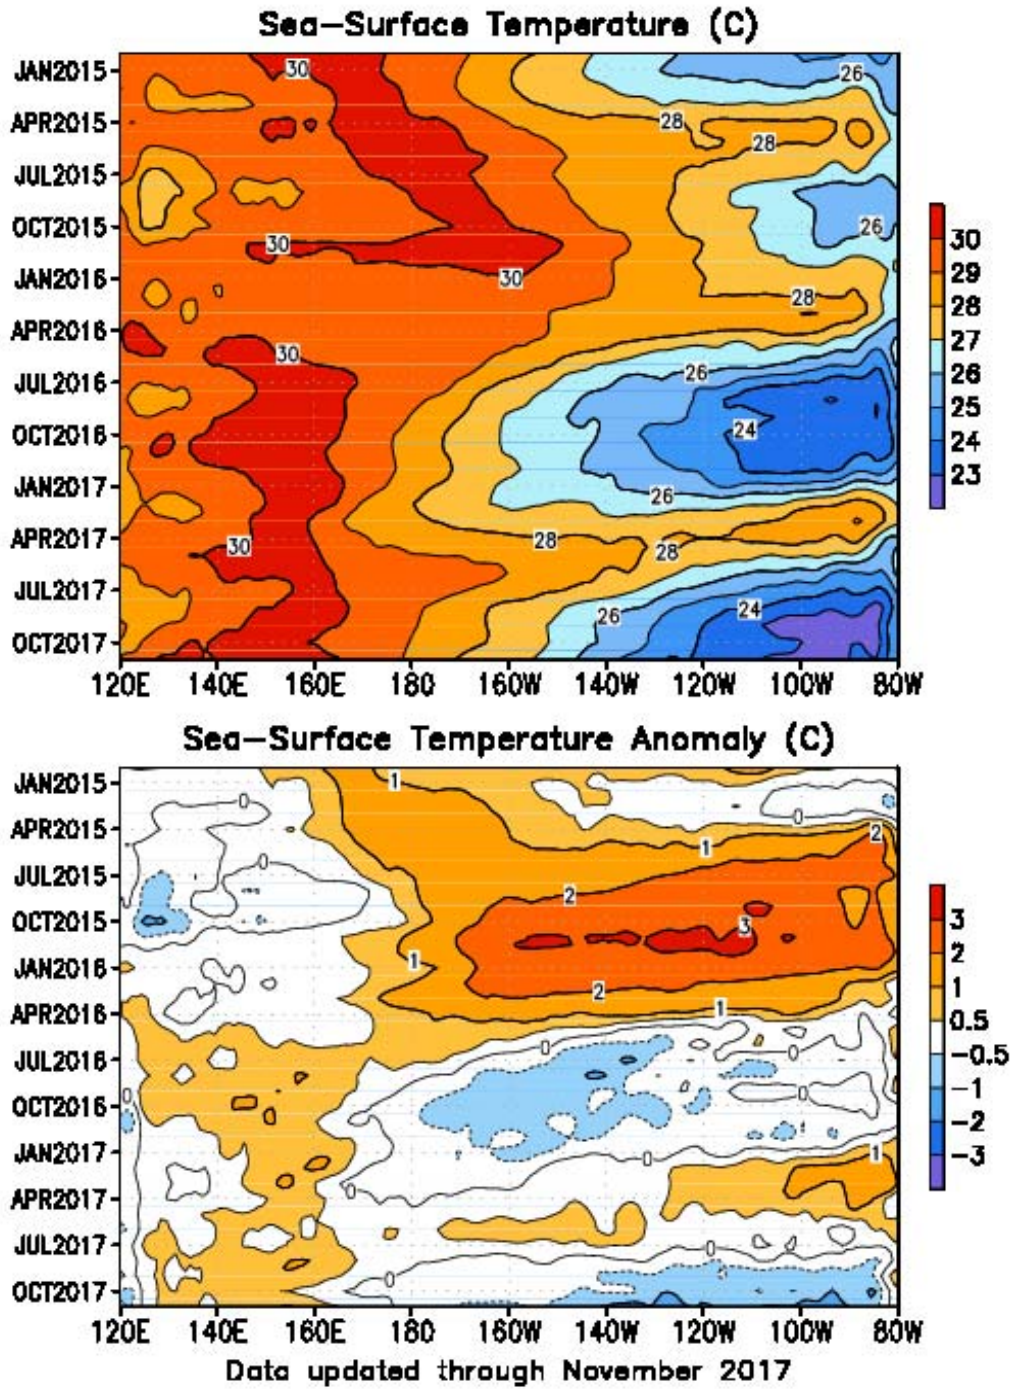 Sea-Surface Temperature (C)
JAN2015
APR2015
JUL2015
OCT2015
JAN2016
APR2016
JUL2016
OCT2016
JAN2017
APR2017
JUL2017
OCT2017
30
26
28
28
26
30
30
28
30
26
24
26
30
28
28
26
24
30
29
28
27
26
25
24
23
120E 140E 160E 180 160W 140W 120W 100W 80W
Sea-Surface Temperature Anomaly (C)
JAN2015
APR2015
JUL2015
OCT2015
JAN2016
APR2016
JUL2016
OCT2016
JAN2017
APR2017
JUL2017
OCT2017
1
0
0
1
2
0
2
3
1
2
1
0
0
0
0
0
1
0
0
0
3
2
1
0.5
-0.5
-1
-2
-3
120E 140E 160E 180 160W 140W 120W 100W 80W
Data updated through November 2017